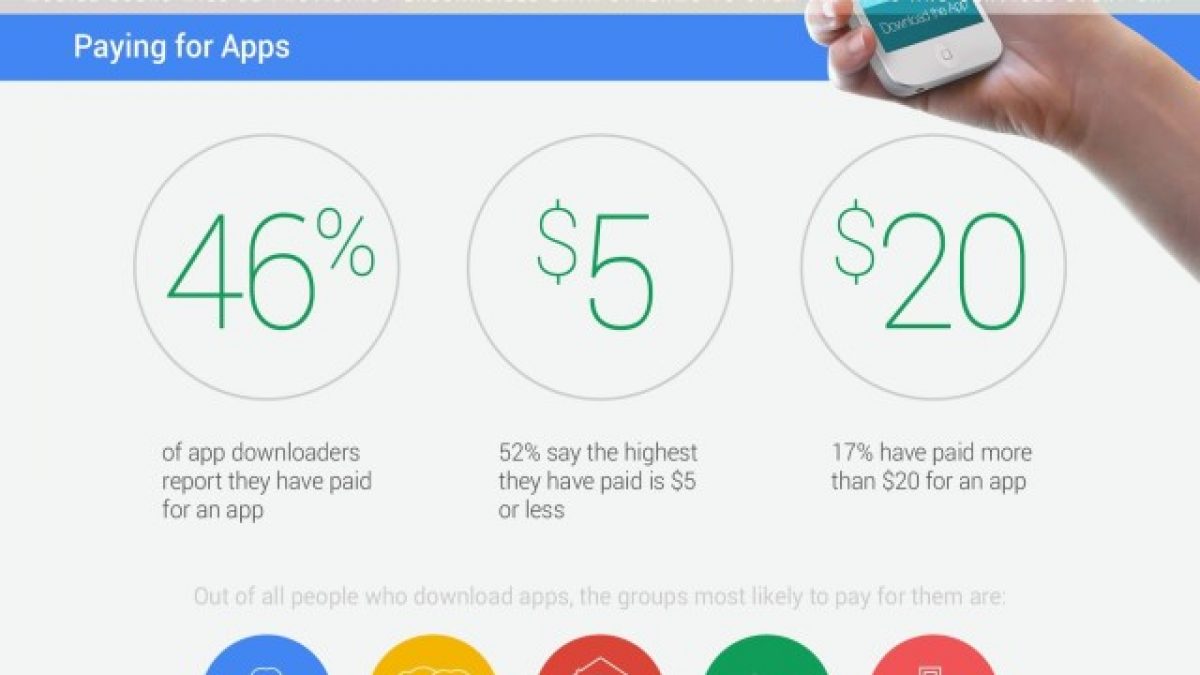 Paying for Apps
Download the App
46%
$5
$20
of app downloaders
report they have paid
for an app
52% say the highest
they have paid is $5
or less
17% have paid more
than $20 for an app
Out of all people who download apps, the groups most likely to pay for them are: